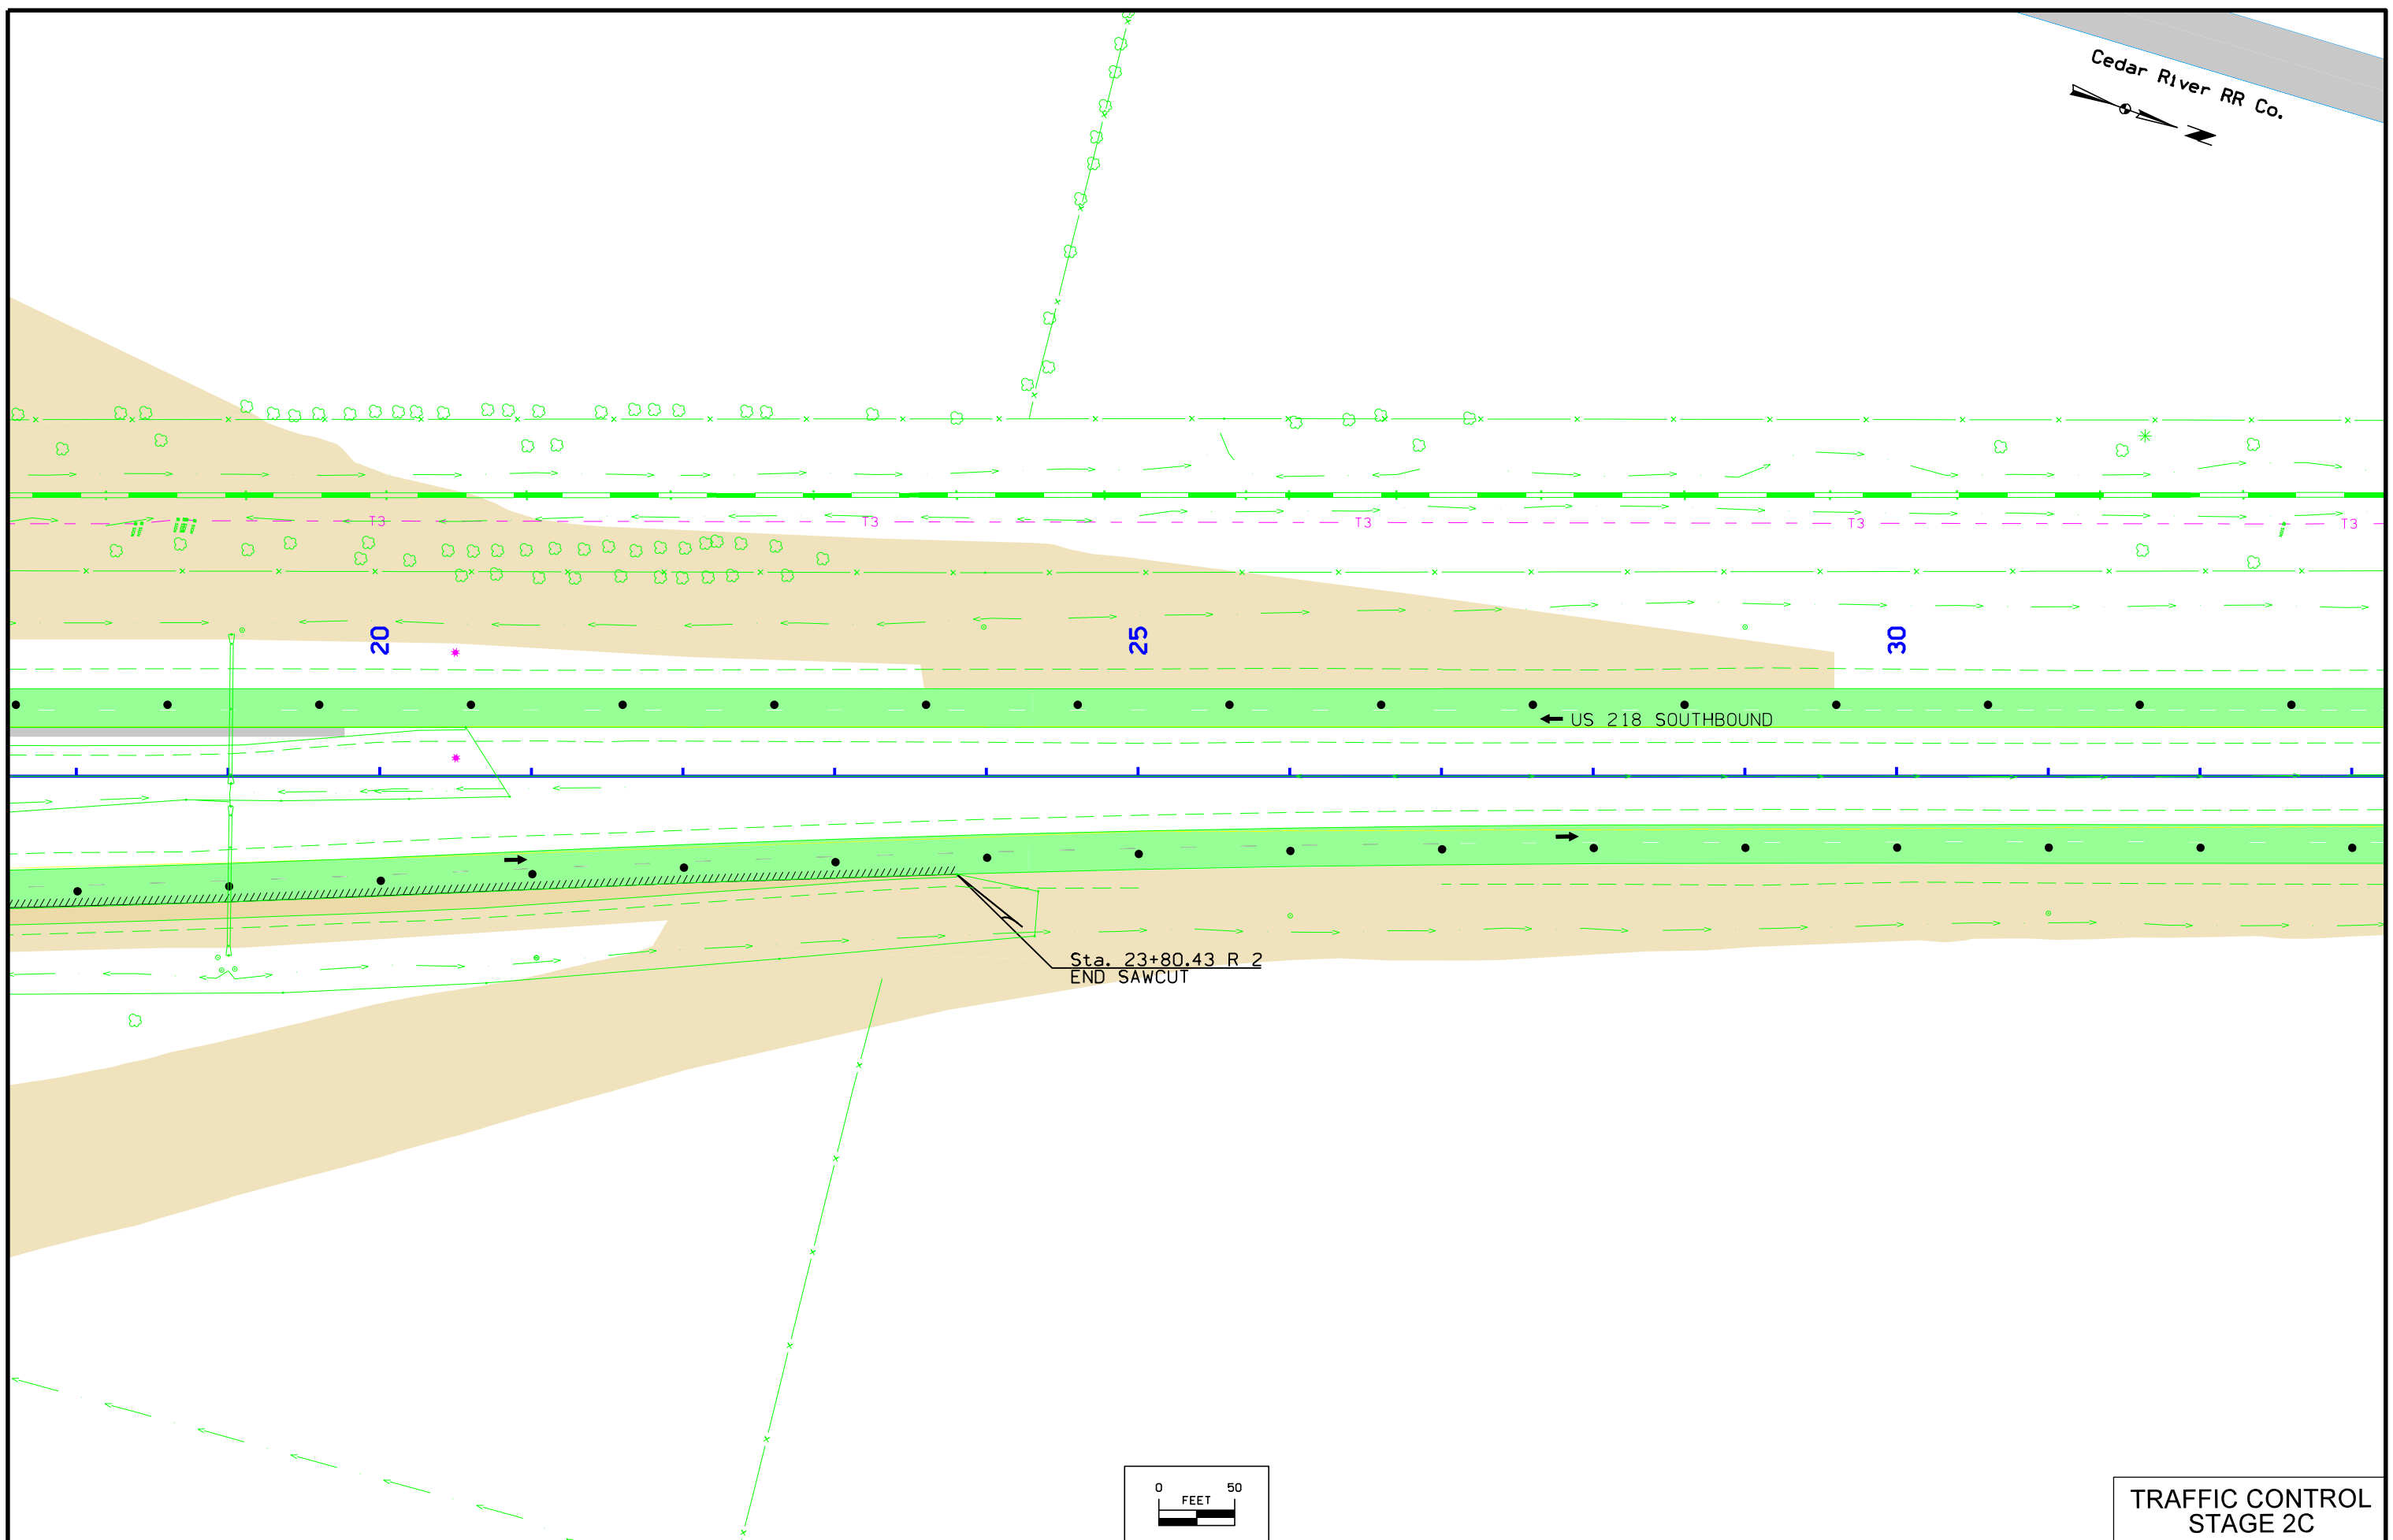 Cedar River RR Co.
N
T3 T3 T3 T3 T3
20 25 30
← US 218 SOUTHBOUND
Sta. 23+80.43 R 2
END SAWCUT
0 50
FEET
TRAFFIC CONTROL
STAGE 2C